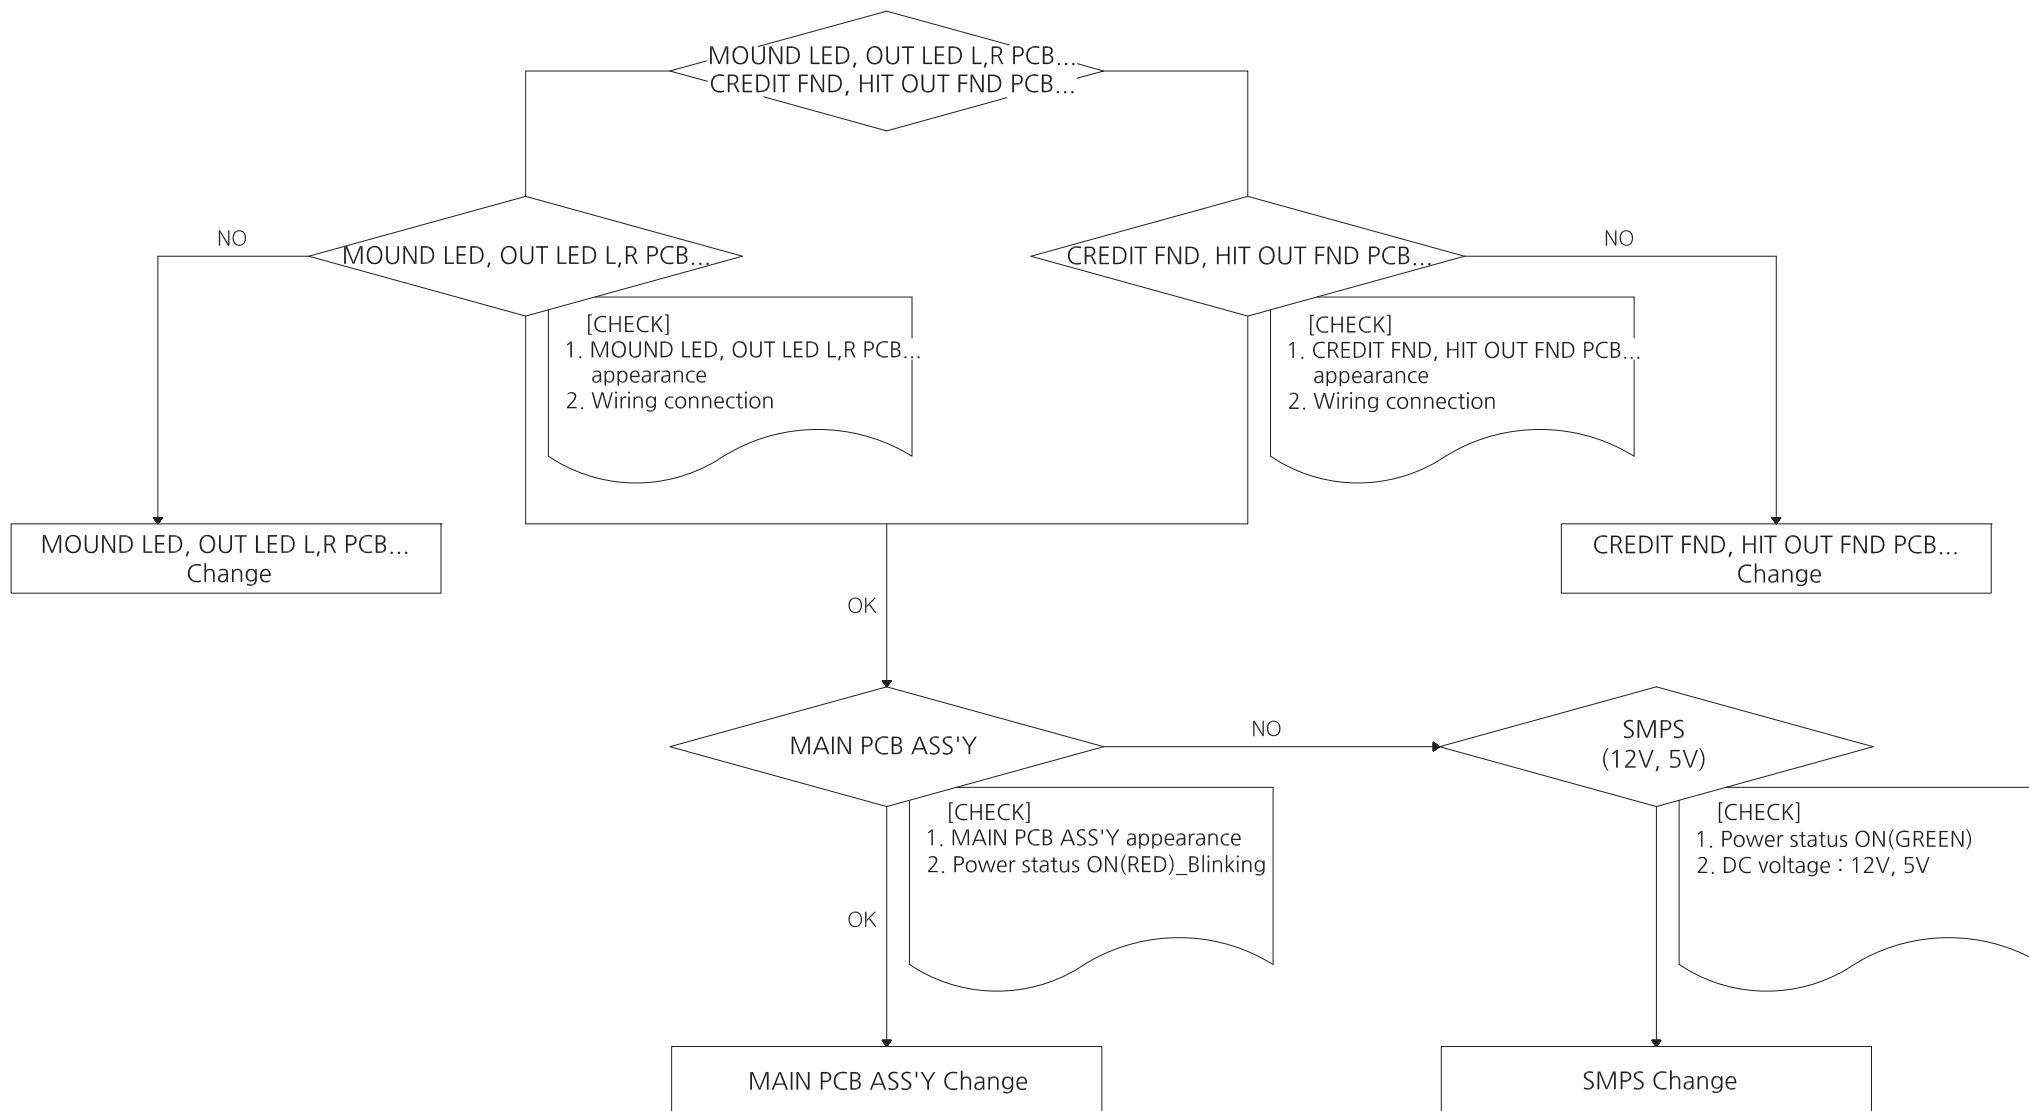 MOUND LED, OUT LED L,R PCB...
CREDIT FND, HIT OUT FND PCB...
NO
MOUND LED, OUT LED L,R PCB...
CREDIT FND, HIT OUT FND PCB...
NO
[CHECK]
1. MOUND LED, OUT LED L,R PCB...
appearance
2. Wiring connection
[CHECK]
1. CREDIT FND, HIT OUT FND PCB...
appearance
2. Wiring connection
MOUND LED, OUT LED L,R PCB...
Change
CREDIT FND, HIT OUT FND PCB...
Change
OK
MAIN PCB ASS'Y
NO
SMPS
(12V, 5V)
[CHECK]
1. MAIN PCB ASS'Y appearance
2. Power status ON(RED)_Blinking
[CHECK]
1. Power status ON(GREEN)
2. DC voltage : 12V, 5V
OK
MAIN PCB ASS'Y Change
SMPS Change